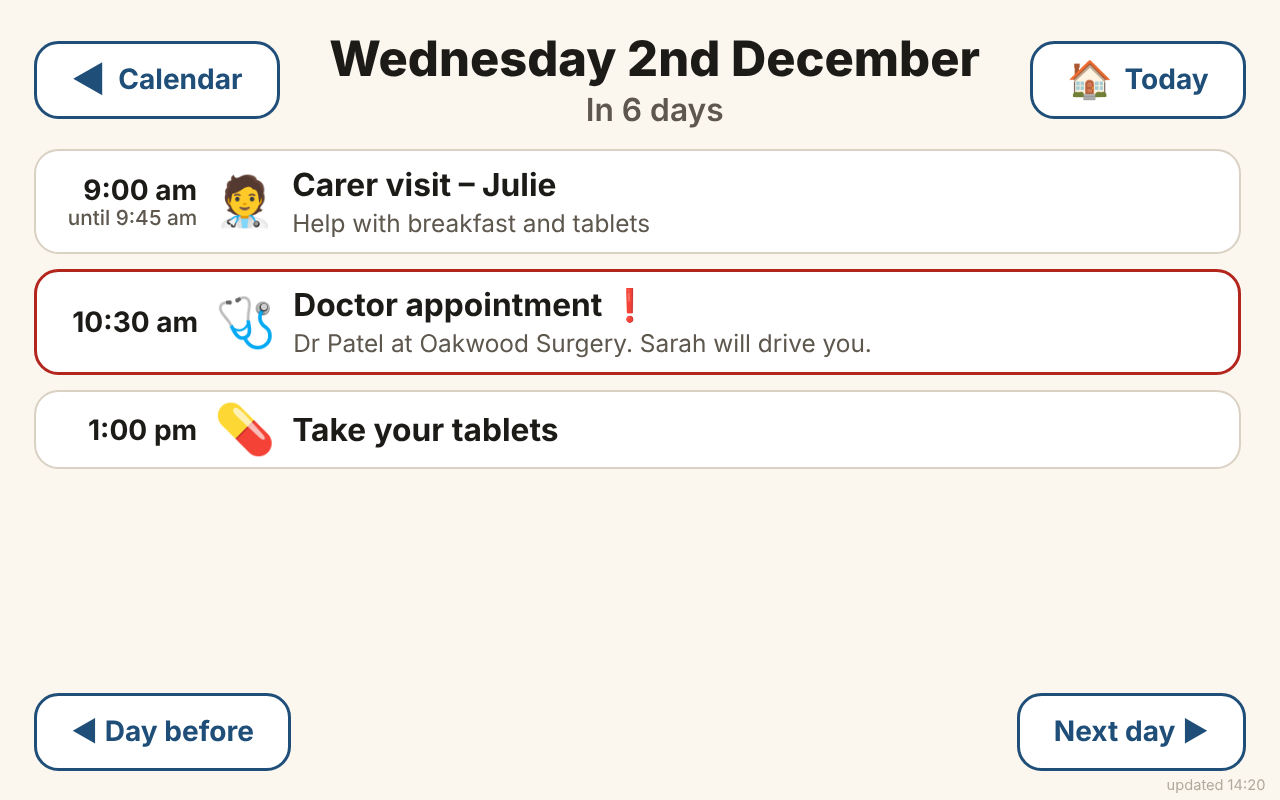 ◀ Calendar
Wednesday 2nd December
In 6 days
🏠 Today
9:00 am
until 9:45 am
Carer visit – Julie
Help with breakfast and tablets
10:30 am
Doctor appointment ❗
Dr Patel at Oakwood Surgery. Sarah will drive you.
1:00 pm
Take your tablets
◀ Day before
Next day ▶
updated 14:20